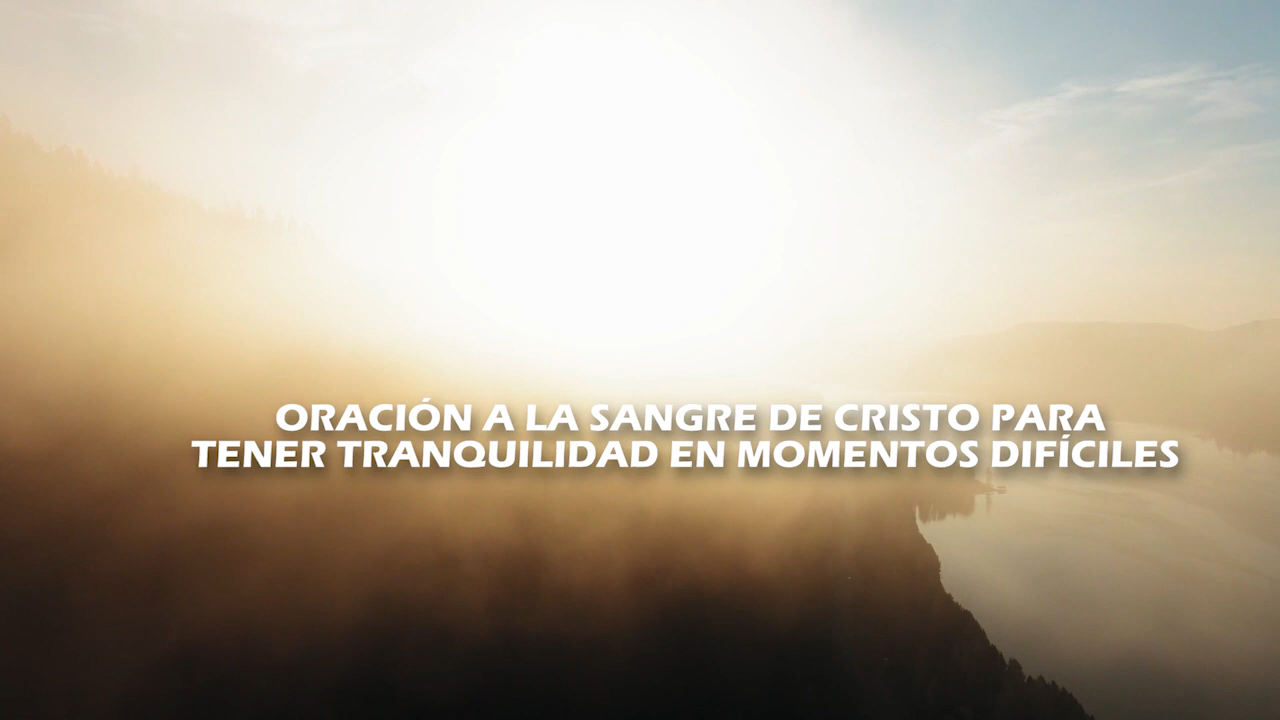 ORACIÓN A LA SANGRE DE CRISTO PARA
TENER TRANQUILIDAD EN MOMENTOS DIFÍCILES